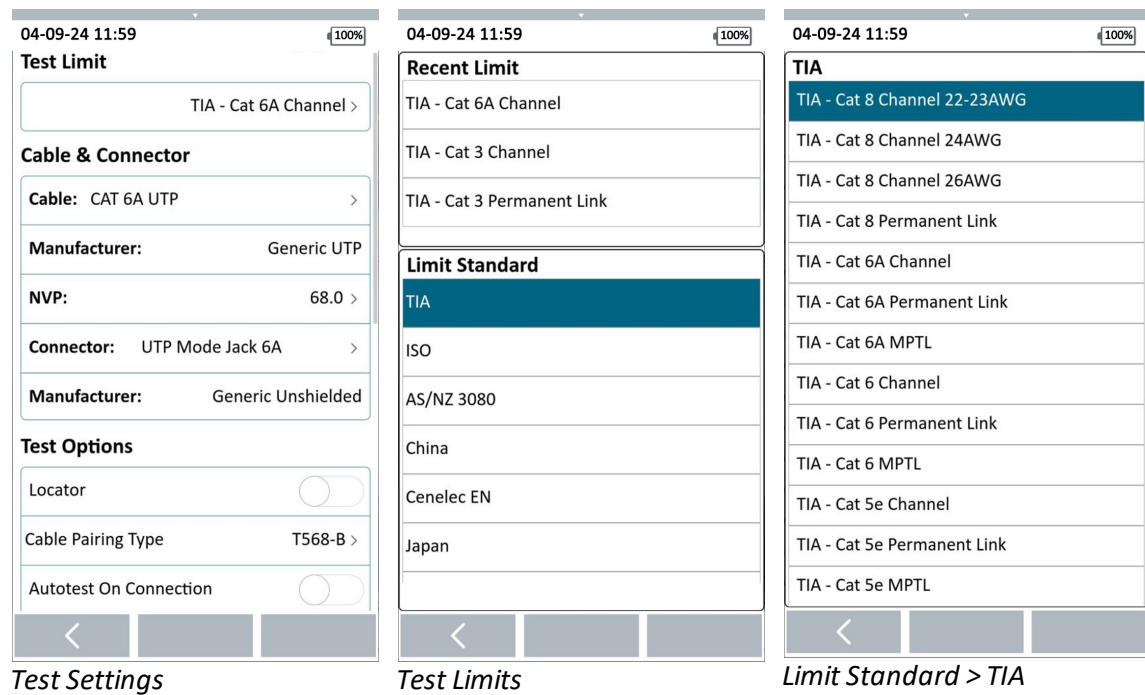 04-09-24 11:59
100%
Test Limit
TIA - Cat 6A Channel >
Cable & Connector
Cable: CAT 6A UTP >
Manufacturer: Generic UTP
NVP: 68.0 >
Connector: UTP Mode Jack 6A >
Manufacturer: Generic Unshielded
Test Options
Locator
Cable Pairing Type T568-B >
Autotest On Connection
Test Settings
04-09-24 11:59
100%
Recent Limit
TIA - Cat 6A Channel
TIA - Cat 3 Channel
TIA - Cat 3 Permanent Link
Limit Standard
TIA
ISO
AS/NZ 3080
China
Cenelec EN
Japan
Test Limits
04-09-24 11:59
100%
TIA
TIA - Cat 8 Channel 22-23AWG
TIA - Cat 8 Channel 24AWG
TIA - Cat 8 Channel 26AWG
TIA - Cat 8 Permanent Link
TIA - Cat 6A Channel
TIA - Cat 6A Permanent Link
TIA - Cat 6A MPTL
TIA - Cat 6 Channel
TIA - Cat 6 Permanent Link
TIA - Cat 6 MPTL
TIA - Cat 5e Channel
TIA - Cat 5e Permanent Link
TIA - Cat 5e MPTL
Limit Standard > TIA